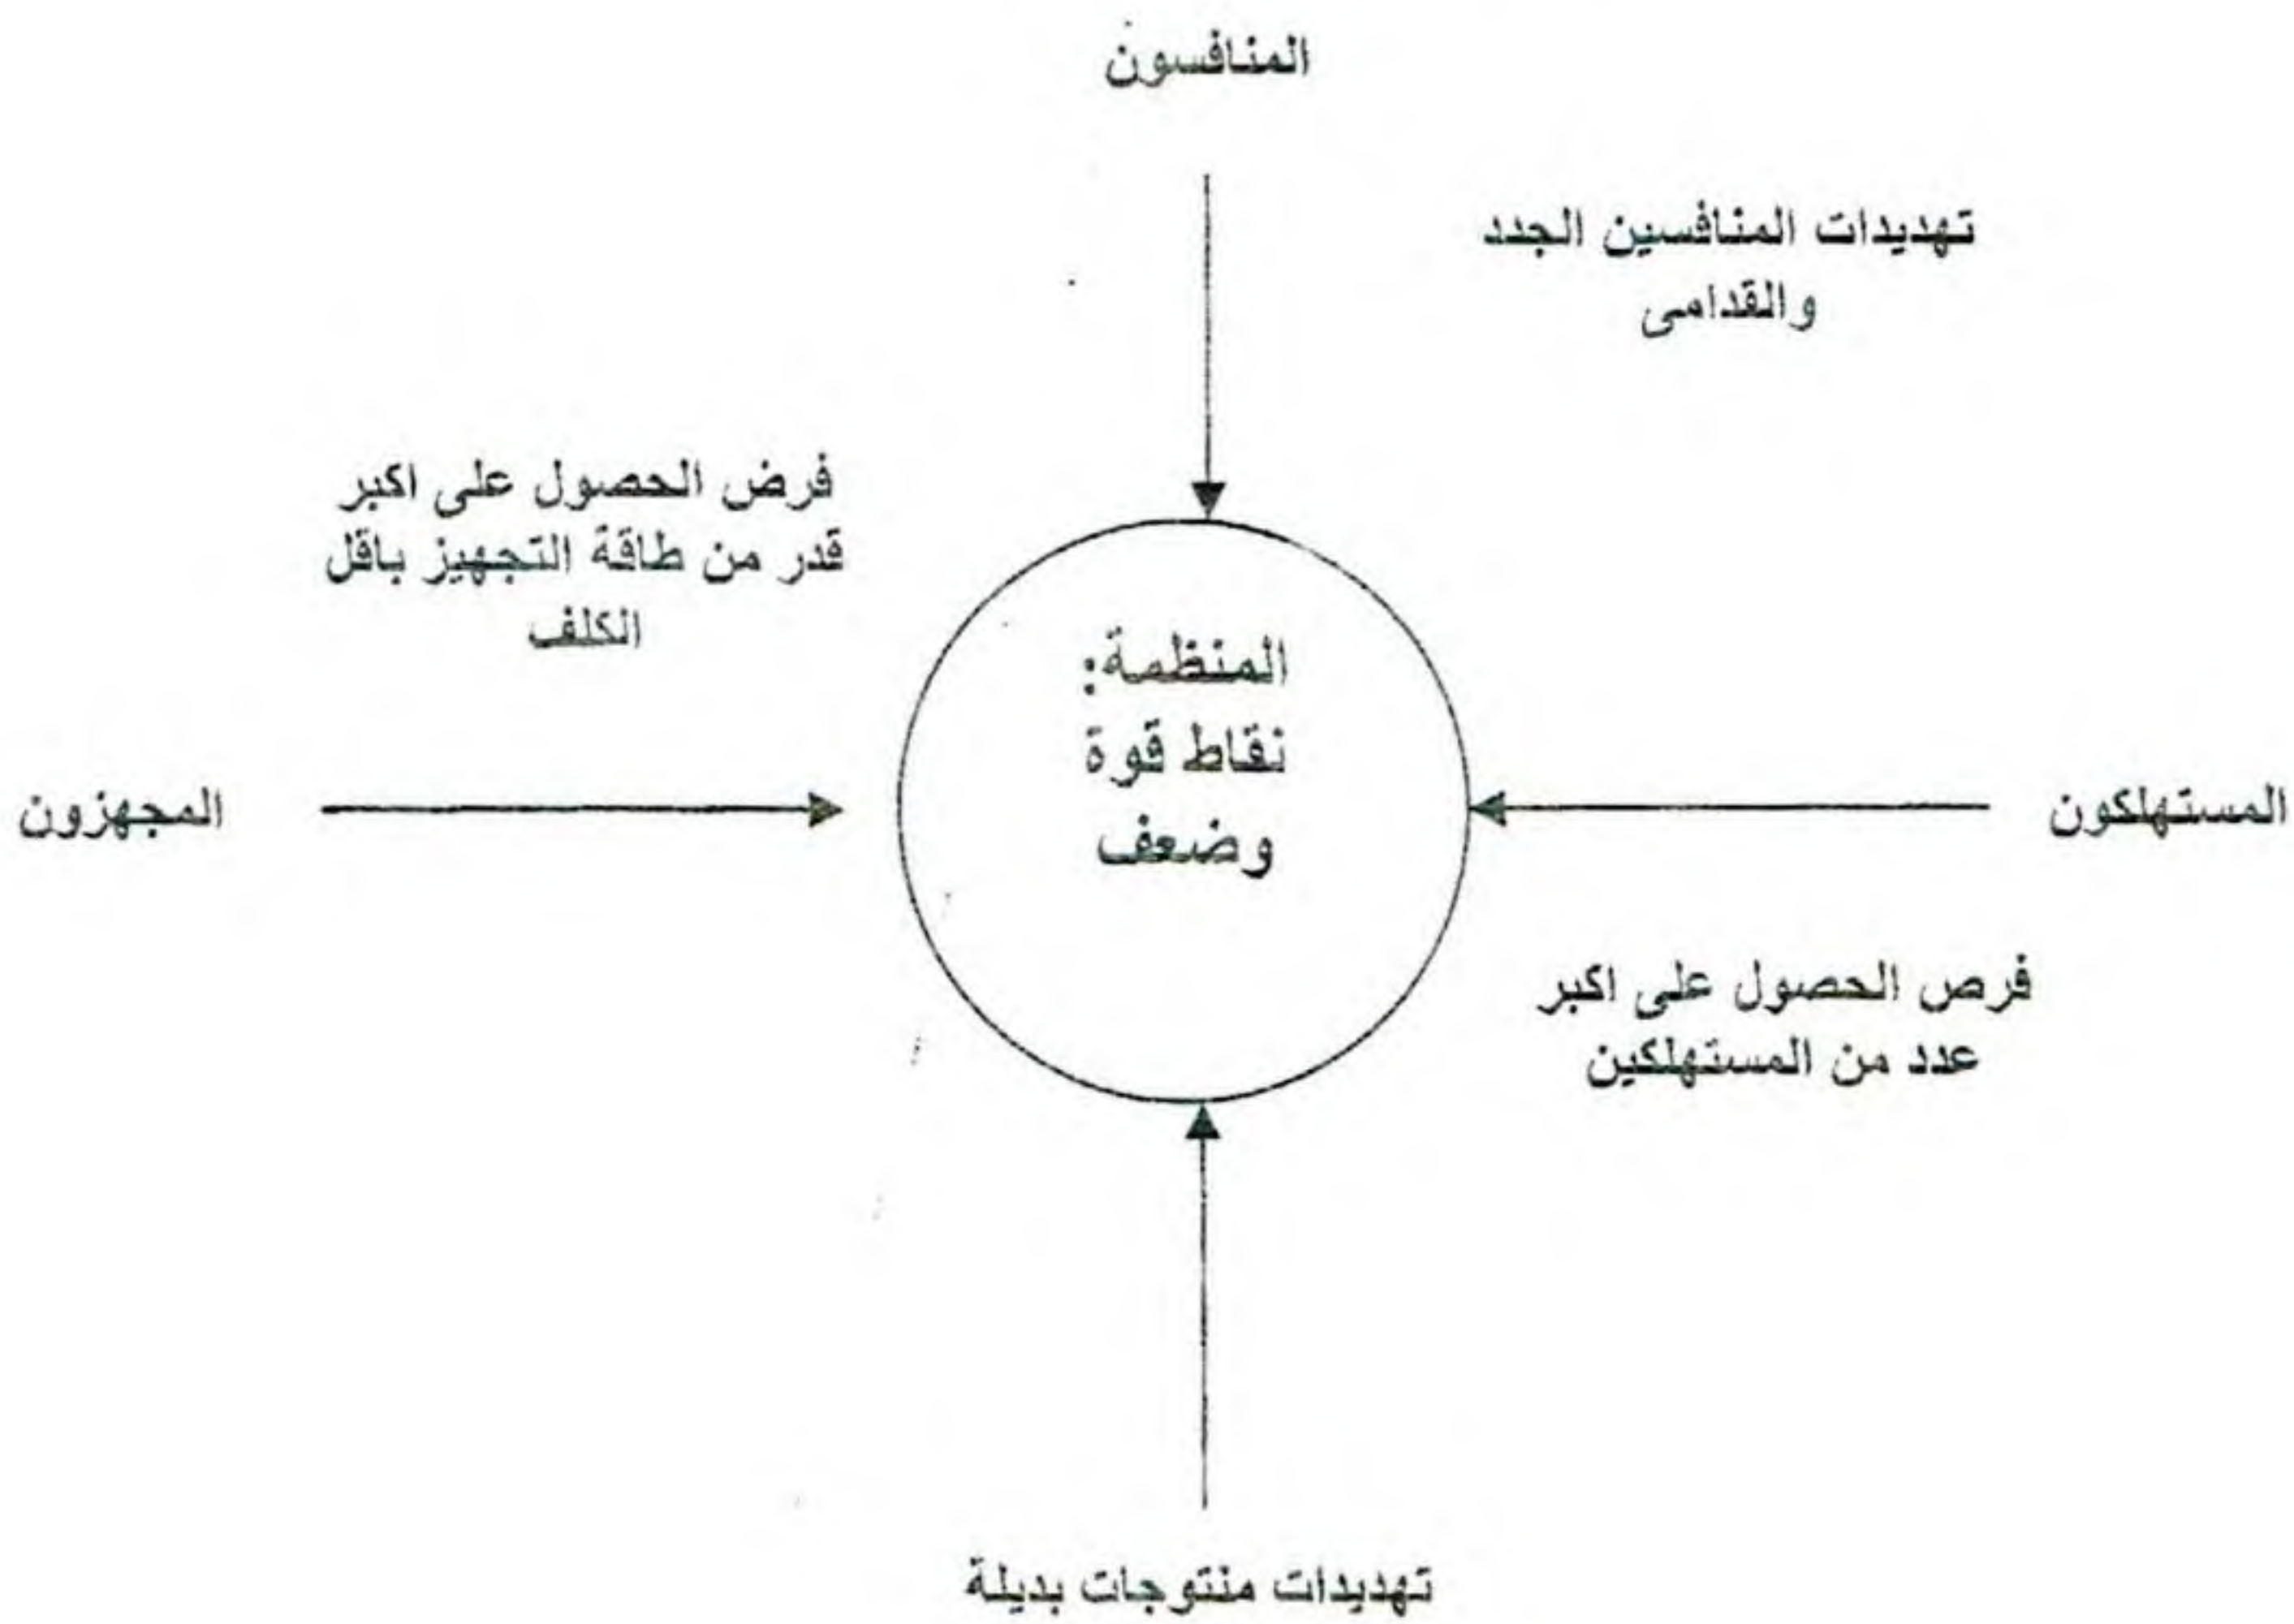 المنافسون
تهديدات المنافسين الجدد
والقدامى
فرض الحصول على اكبر
قدر من طاقة التجهيز باقل
الكلف
المنظمة:
نقاط قوة
وضعف
المستهلكون
المجهزون
فرص الحصول على اكبر
عدد من المستهلكين
تهديدات منتوجات بديلة